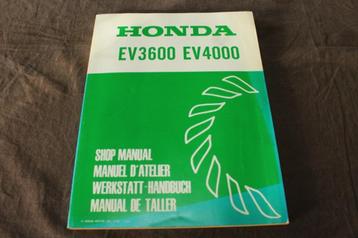 HONDA
EV3600 EV4000
SHOP MANUAL
MANUEL D'ATELIER
WERKSTATT-HANDBUCH
MANUAL DE TALLER